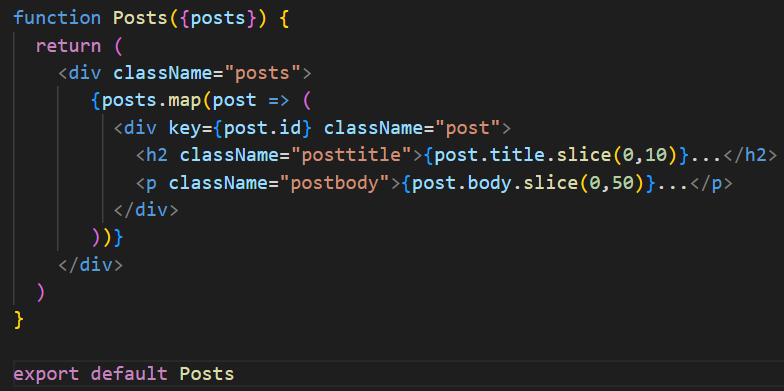 function Posts({posts}) {
  return (
    <div className="posts">
       {posts.map(post => (
         <div key={post.id} className="post">
           <h2 className="posttitle">{post.title.slice(0,10)}...</h2>
           <p className="postbody">{post.body.slice(0,50)}...</p>
         </div>
       ))}
    </div>
  )
}
export default Posts